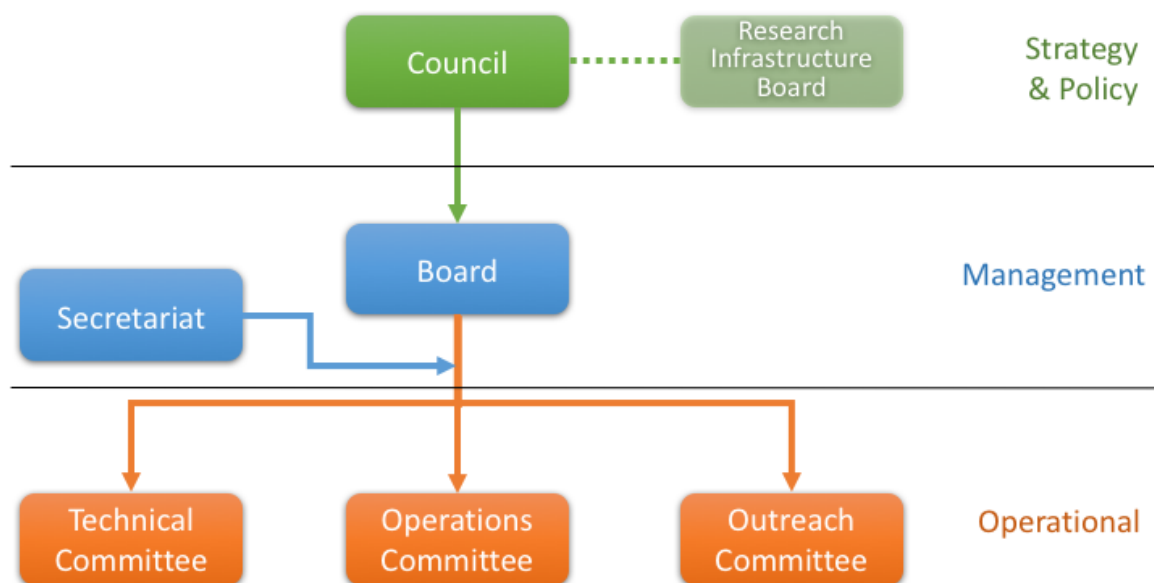 Council
Research
Infrastructure
Board
Strategy
& Policy
Board
Management
Secretariat
Technical
Committee
Operations
Committee
Outreach
Committee
Operational